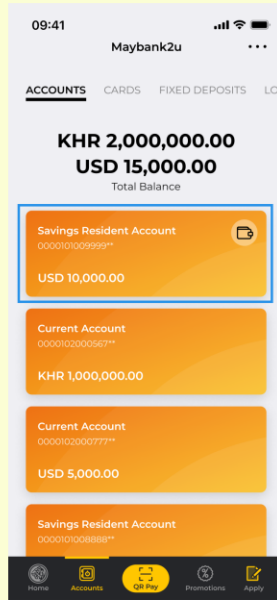 09:41
Maybank2u
ACCOUNTS CARDS FIXED DEPOSITS LO
KHR 2,000,000.00
USD 15,000.00
Total Balance
Savings Resident Account
0000101009999**
USD 10,000.00
Current Account
0000102000567**
KHR 1,000,000.00
Current Account
0000102000777**
USD 5,000.00
Savings Resident Account
0000101008888**
Home Accounts QR Pay Promotions Apply